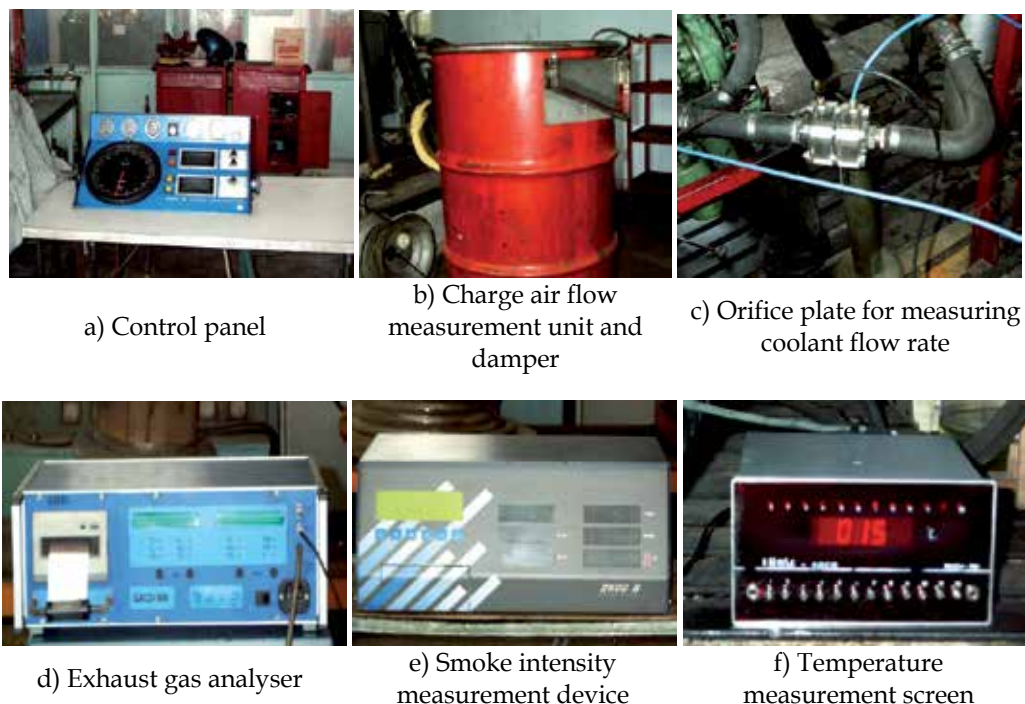 a) Control panel
b) Charge air flow
measurement unit and
damper
c) Orifice plate for measuring
coolant flow rate
015
d) Exhaust gas analyser
e) Smoke intensity
measurement device
f) Temperature
measurement screen